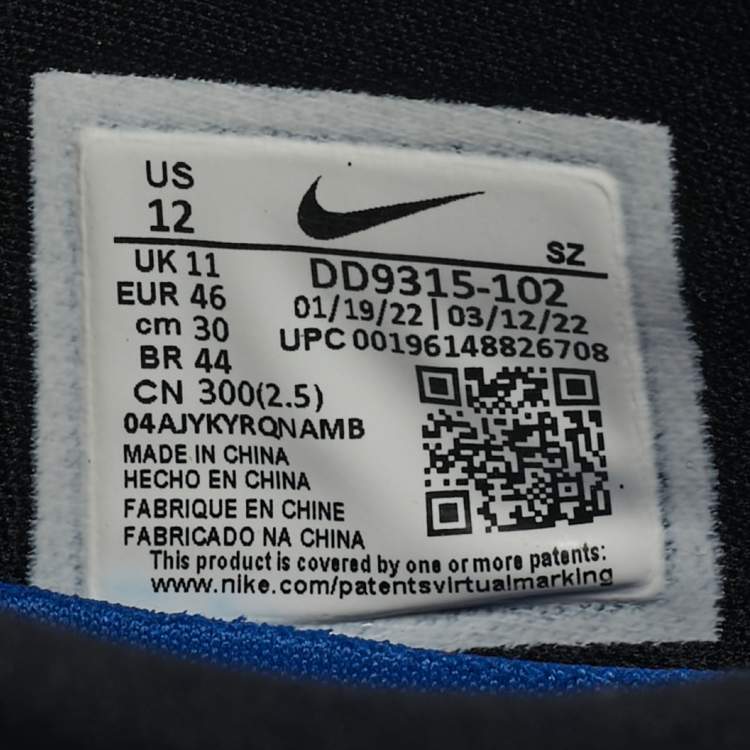 US
12
SZ
UK 11
EUR 46
cm 30
BR 44
CN 300(2.5)
DD9315-102
01/19/22 | 03/12/22
UPC 00196148826708
04AJYKYRQNAMB
MADE IN CHINA
HECHO EN CHINA
FABRIQUE EN CHINE
FABRICADO NA CHINA
This product is covered by one or more patents:
www.nike.com/patentsvirtualmarking